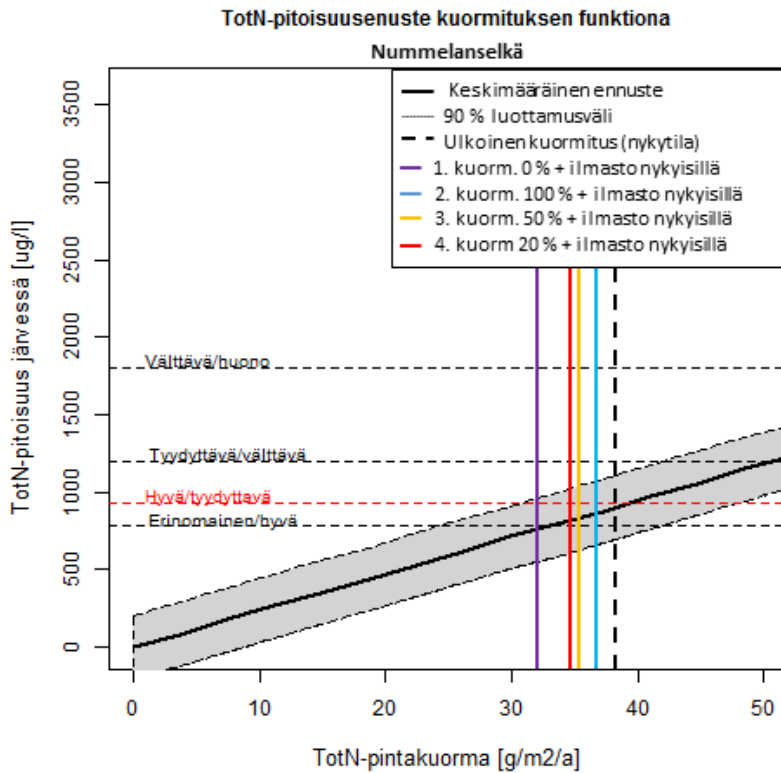 TotN-pitoisuusenuste kuormituksen funktiona
Nummelanselkä
Keskimääräinen ennuste
90 % luottamusväli
Ulkoinen kuormitus (nykytila)
1. kuorm. 0 % + ilmasto nykyisillä
2. kuorm. 100 % + ilmasto nykyisillä
3. kuorm. 50 % + ilmasto nykyisillä
4. kuorm 20 % + ilmasto nykyisillä
TotN-pitoisuus järvessä [ug/l]
3500
3000
2500
2000
1500
1000
500
0
Välttävä/huono
Tyydyttävä/välttävä
Hyvä/tyydyttavä
Erinomainen/hyvä
0 10 20 30 40 50
TotN-pintakuorma [g/m2/a]